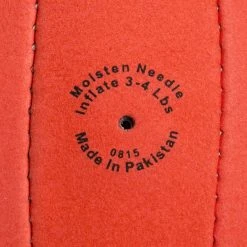 Moisten Needle
Inflate 3-4 Lbs
0815
Made In Pakistan